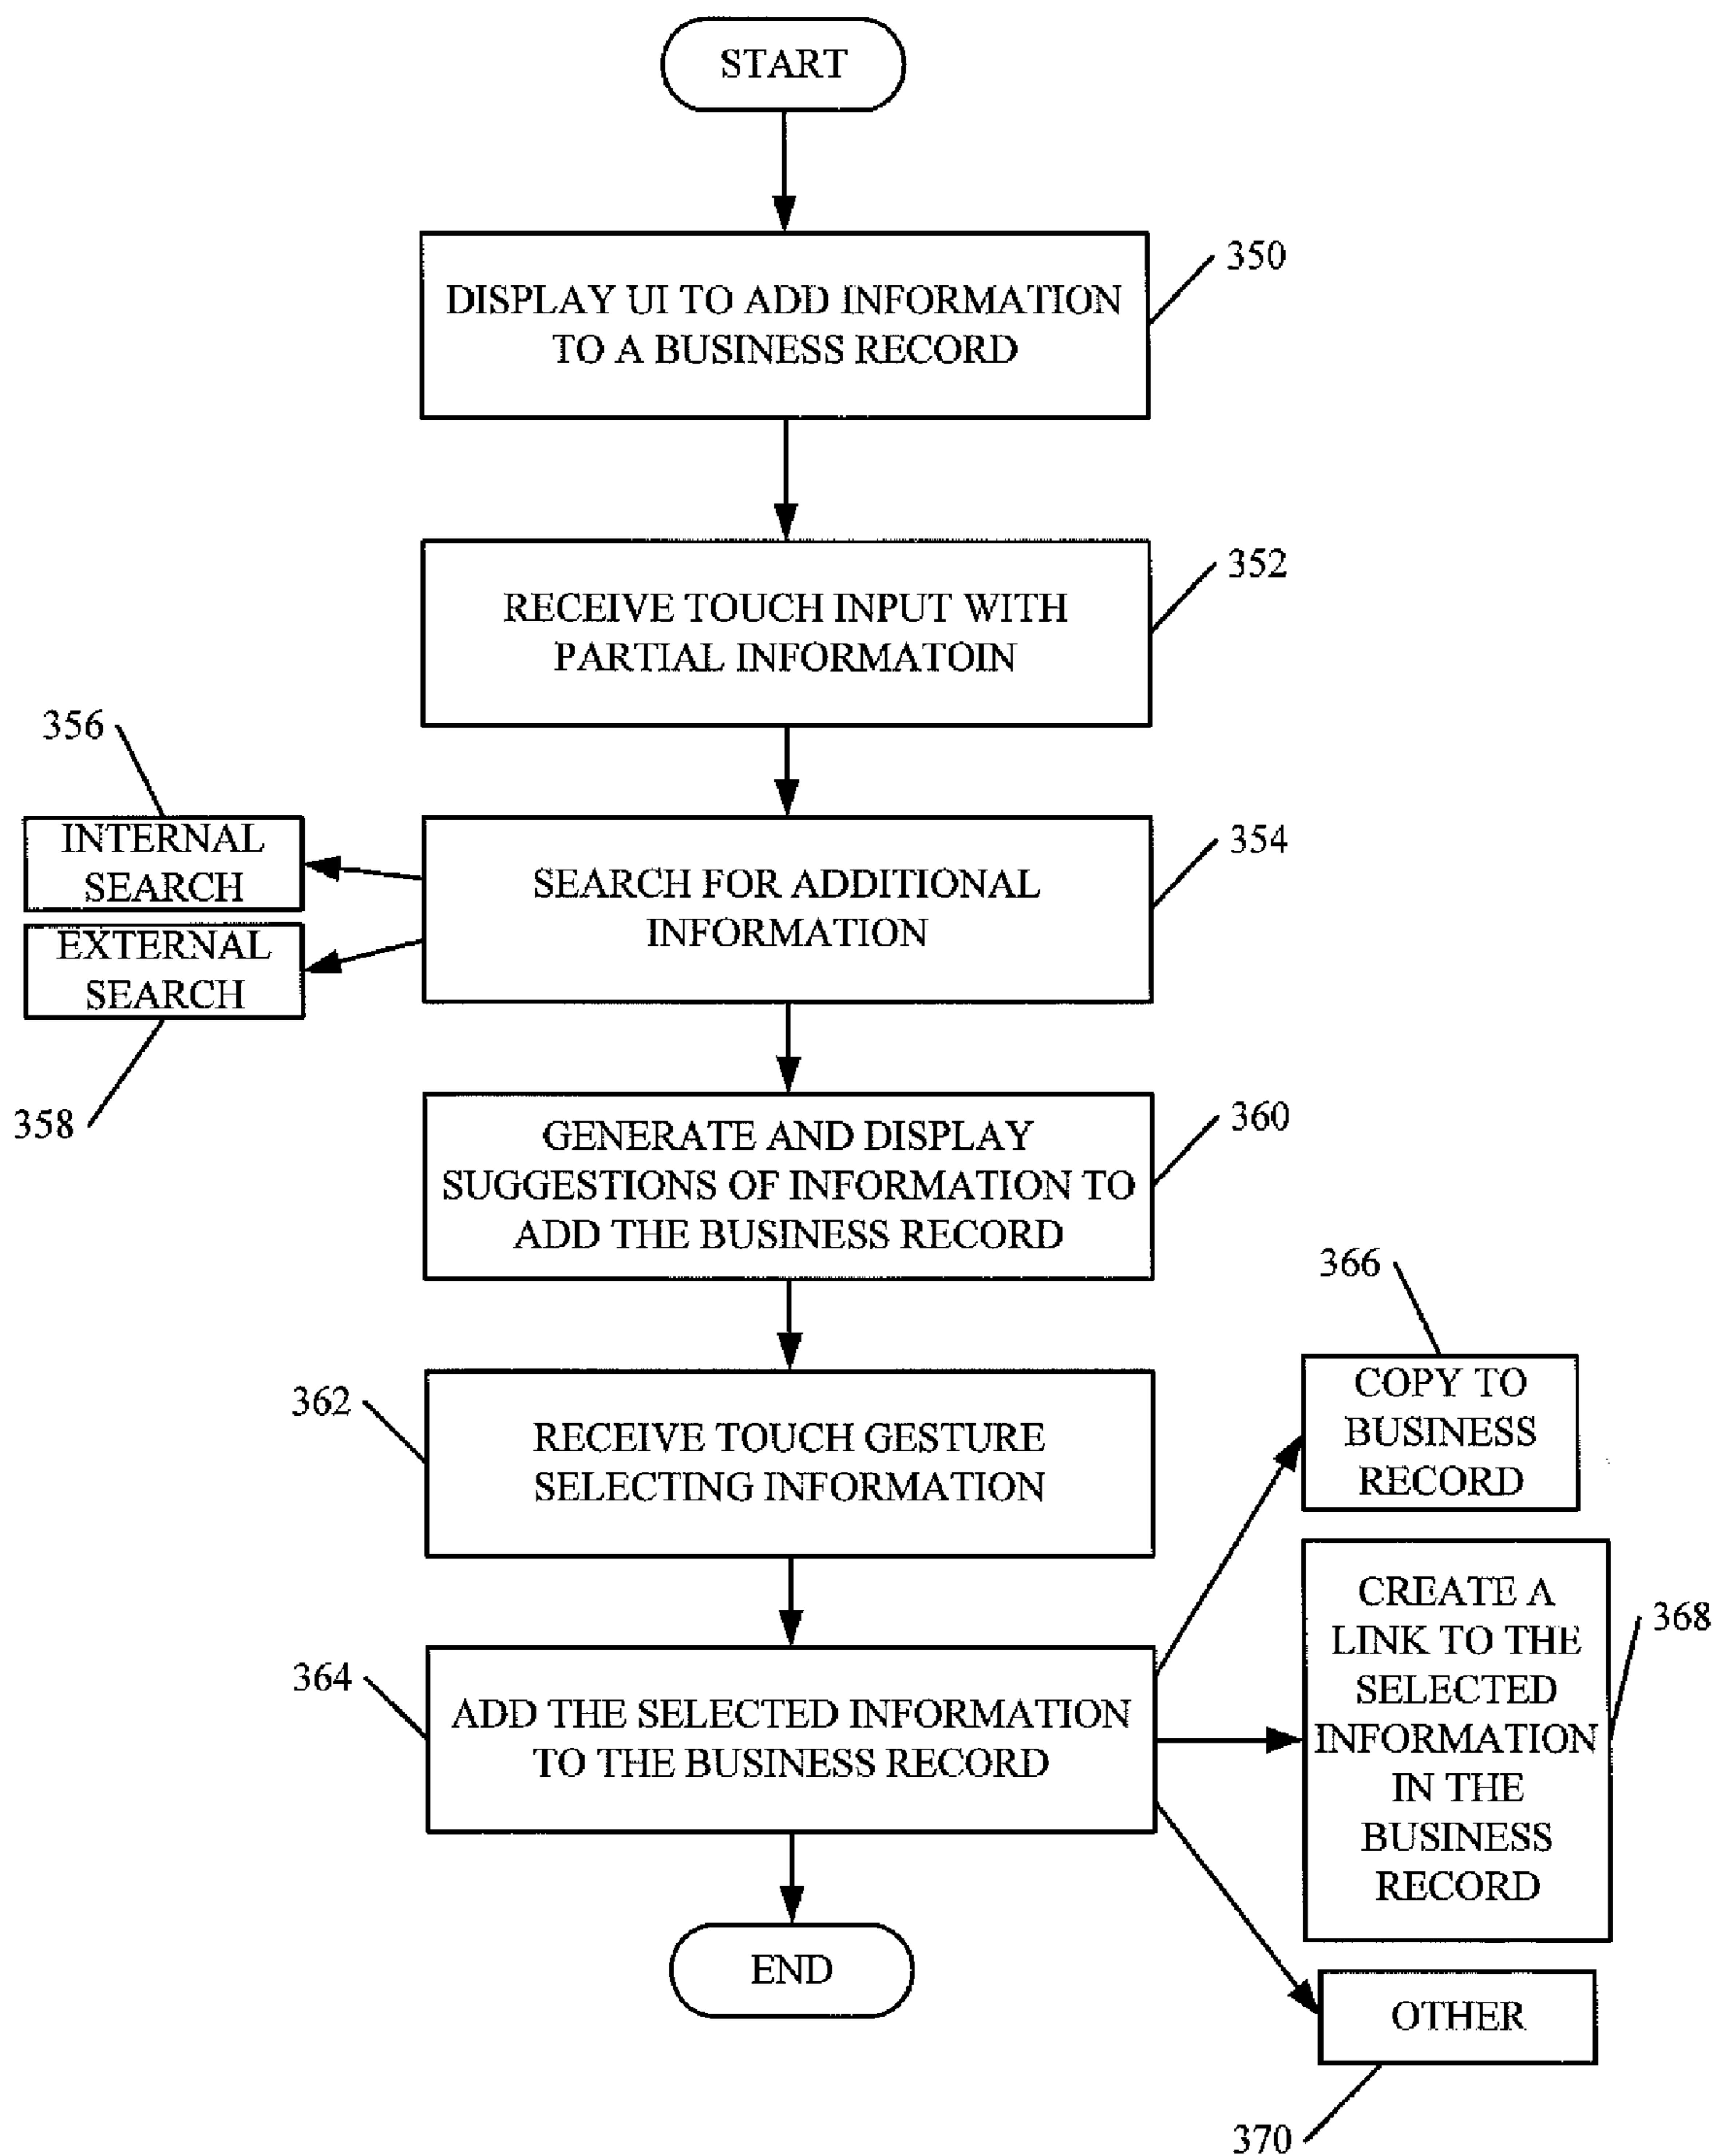 START
350
DISPLAY UI TO ADD INFORMATION
TO A BUSINESS RECORD
352
RECEIVE TOUCH INPUT WITH
PARTIAL INFORMATOIN
356
INTERNAL
SEARCH
354
SEARCH FOR ADDITIONAL
INFORMATION
EXTERNAL
SEARCH
358
360
GENERATE AND DISPLAY
SUGGESTIONS OF INFORMATION TO
ADD THE BUSINESS RECORD
366
COPY TO
BUSINESS
RECORD
362
RECEIVE TOUCH GESTURE
SELECTING INFORMATION
368
CREATE A
LINK TO THE
SELECTED
INFORMATION
IN THE
BUSINESS
RECORD
364
ADD THE SELECTED INFORMATION
TO THE BUSINESS RECORD
END
OTHER
370